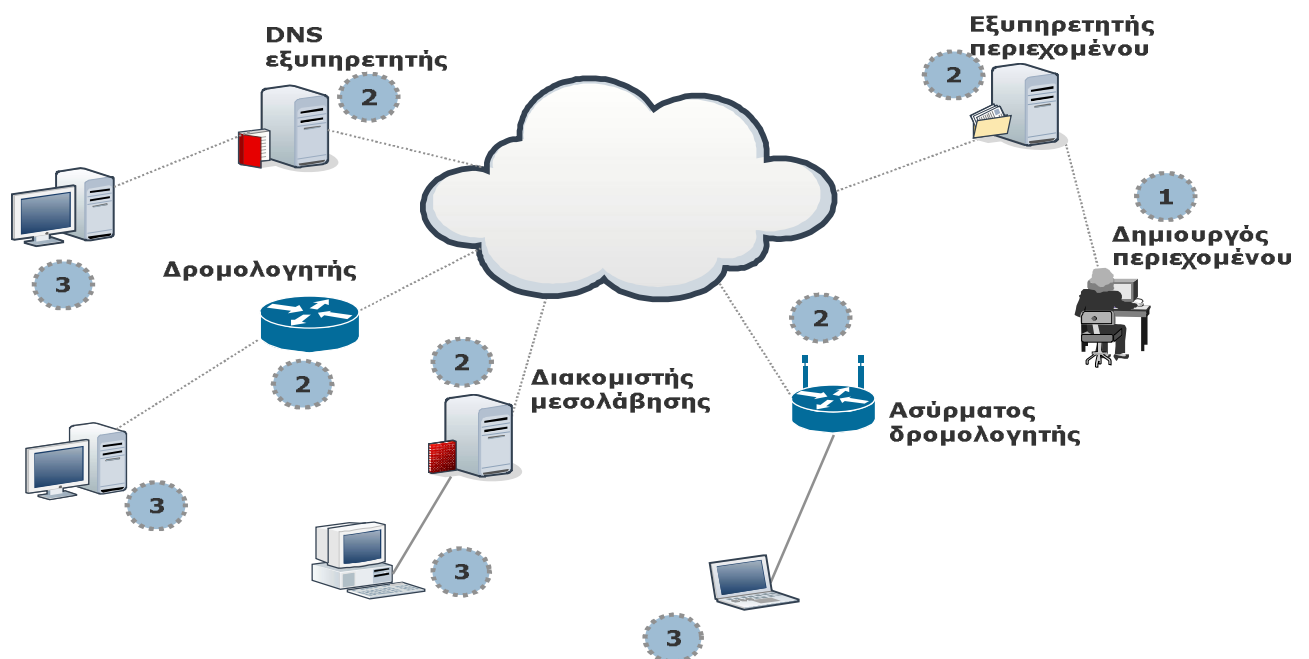 DNS
εξυπηρετητής
2
Εξυπηρετητής
περιεχομένου
2
1
Δημιουργός
περιεχομένου
3
Δρομολογητής
2
2
Διακομιστής
μεσολάβησης
2
Ασύρματος
δρομολογητής
3
3
3